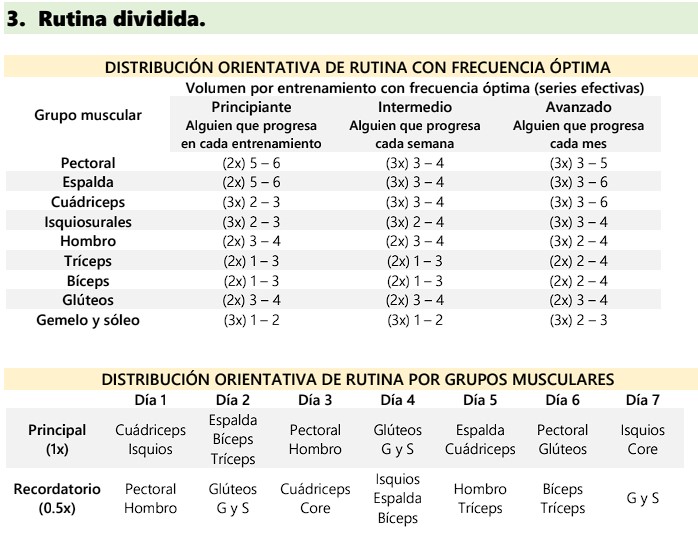 3. Rutina dividida.
DISTRIBUCIÓN ORIENTATIVA DE RUTINA CON FRECUENCIA ÓPTIMA
Grupo muscular
Volumen por entrenamiento con frecuencia óptima (series efectivas)
Principiante Intermedio Avanzado
Alguien que progresa Alguien que progresa Alguien que progresa
en cada entrenamiento cada semana cada mes
Pectoral (2x) 5 – 6 (3x) 3 – 4 (3x) 3 – 5
Espalda (2x) 5 – 6 (3x) 3 – 4 (3x) 3 – 6
Cuádriceps (3x) 2 – 3 (3x) 3 – 4 (3x) 3 – 6
Isquiosurales (3x) 2 – 3 (3x) 2 – 4 (3x) 3 – 4
Hombro (2x) 3 – 4 (2x) 3 – 4 (3x) 2 – 4
Tríceps (2x) 1 – 3 (2x) 1 – 3 (2x) 2 – 4
Bíceps (2x) 1 – 3 (2x) 1 – 3 (2x) 2 – 4
Glúteos (2x) 3 – 4 (2x) 3 – 4 (2x) 3 – 4
Gemelo y sóleo (3x) 1 – 2 (3x) 1 – 2 (3x) 2 – 3
DISTRIBUCIÓN ORIENTATIVA DE RUTINA POR GRUPOS MUSCULARES
Día 1 Día 2 Día 3 Día 4 Día 5 Día 6 Día 7
Principal
(1x)
Cuádriceps
Isquios
Espalda
Bíceps
Tríceps
Pectoral
Hombro
Glúteos
G y S
Espalda
Cuádriceps
Pectoral
Glúteos
Isquios
Core
Recordatorio
(0.5x)
Pectoral
Hombro
Glúteos
G y S
Cuádriceps
Core
Isquios
Espalda
Bíceps
Hombro
Tríceps
Bíceps
Tríceps
G y S